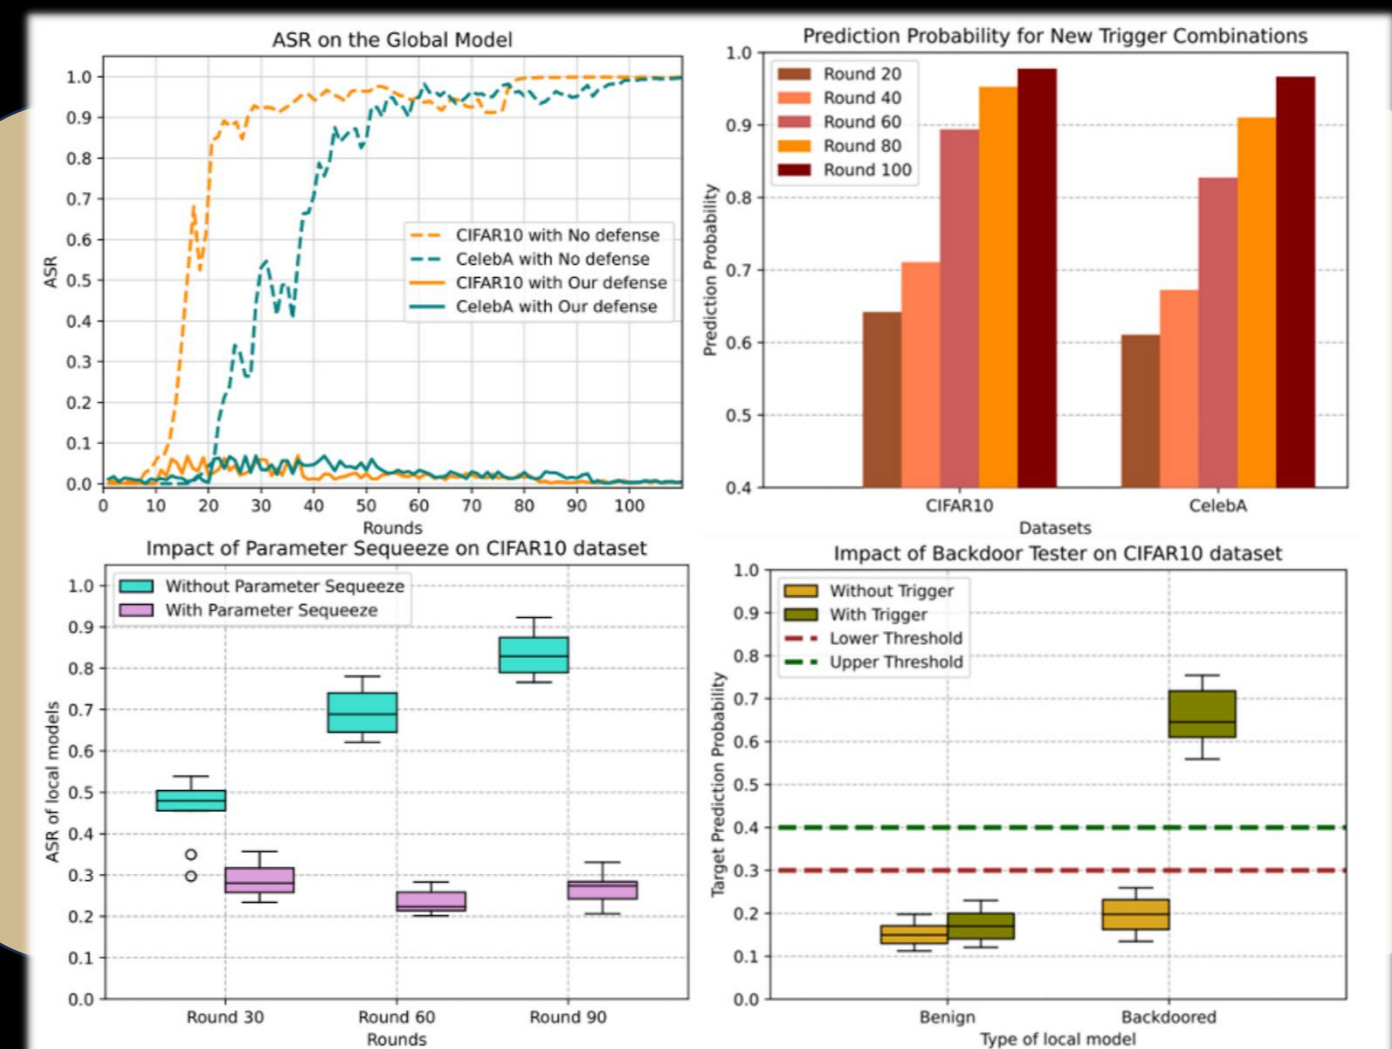 ASR on the Global Model
1.0
0.9
0.8
0.7
0.6
0.5
0.4
0.3
0.2
0.1
0.0
ASR
CIFAR10 with No defense
CelebA with No defense
CIFAR10 with Our defense
CelebA with Our defense
0 10 20 30 40 50 60 70 80 90 100
Rounds
Prediction Probability for New Trigger Combinations
1.0
0.9
0.8
0.7
0.6
0.5
0.4
Prediction Probability
Round 20
Round 40
Round 60
Round 80
Round 100
CIFAR10 CelebA
Datasets
Impact of Parameter Sequeeze on CIFAR10 dataset
1.0
0.9
0.8
0.7
0.6
0.5
0.4
0.3
0.2
0.1
0.0
ASR of local models
Without Parameter Sequeeze
With Parameter Sequeeze
Round 30 Round 60 Round 90
Rounds
Impact of Backdoor Tester on CIFAR10 dataset
1.0
0.9
0.8
0.7
0.6
0.5
0.4
0.3
0.2
0.1
0.0
Target Prediction Probability
Without Trigger
With Trigger
Lower Threshold
Upper Threshold
Benign Backdoored
Type of local model